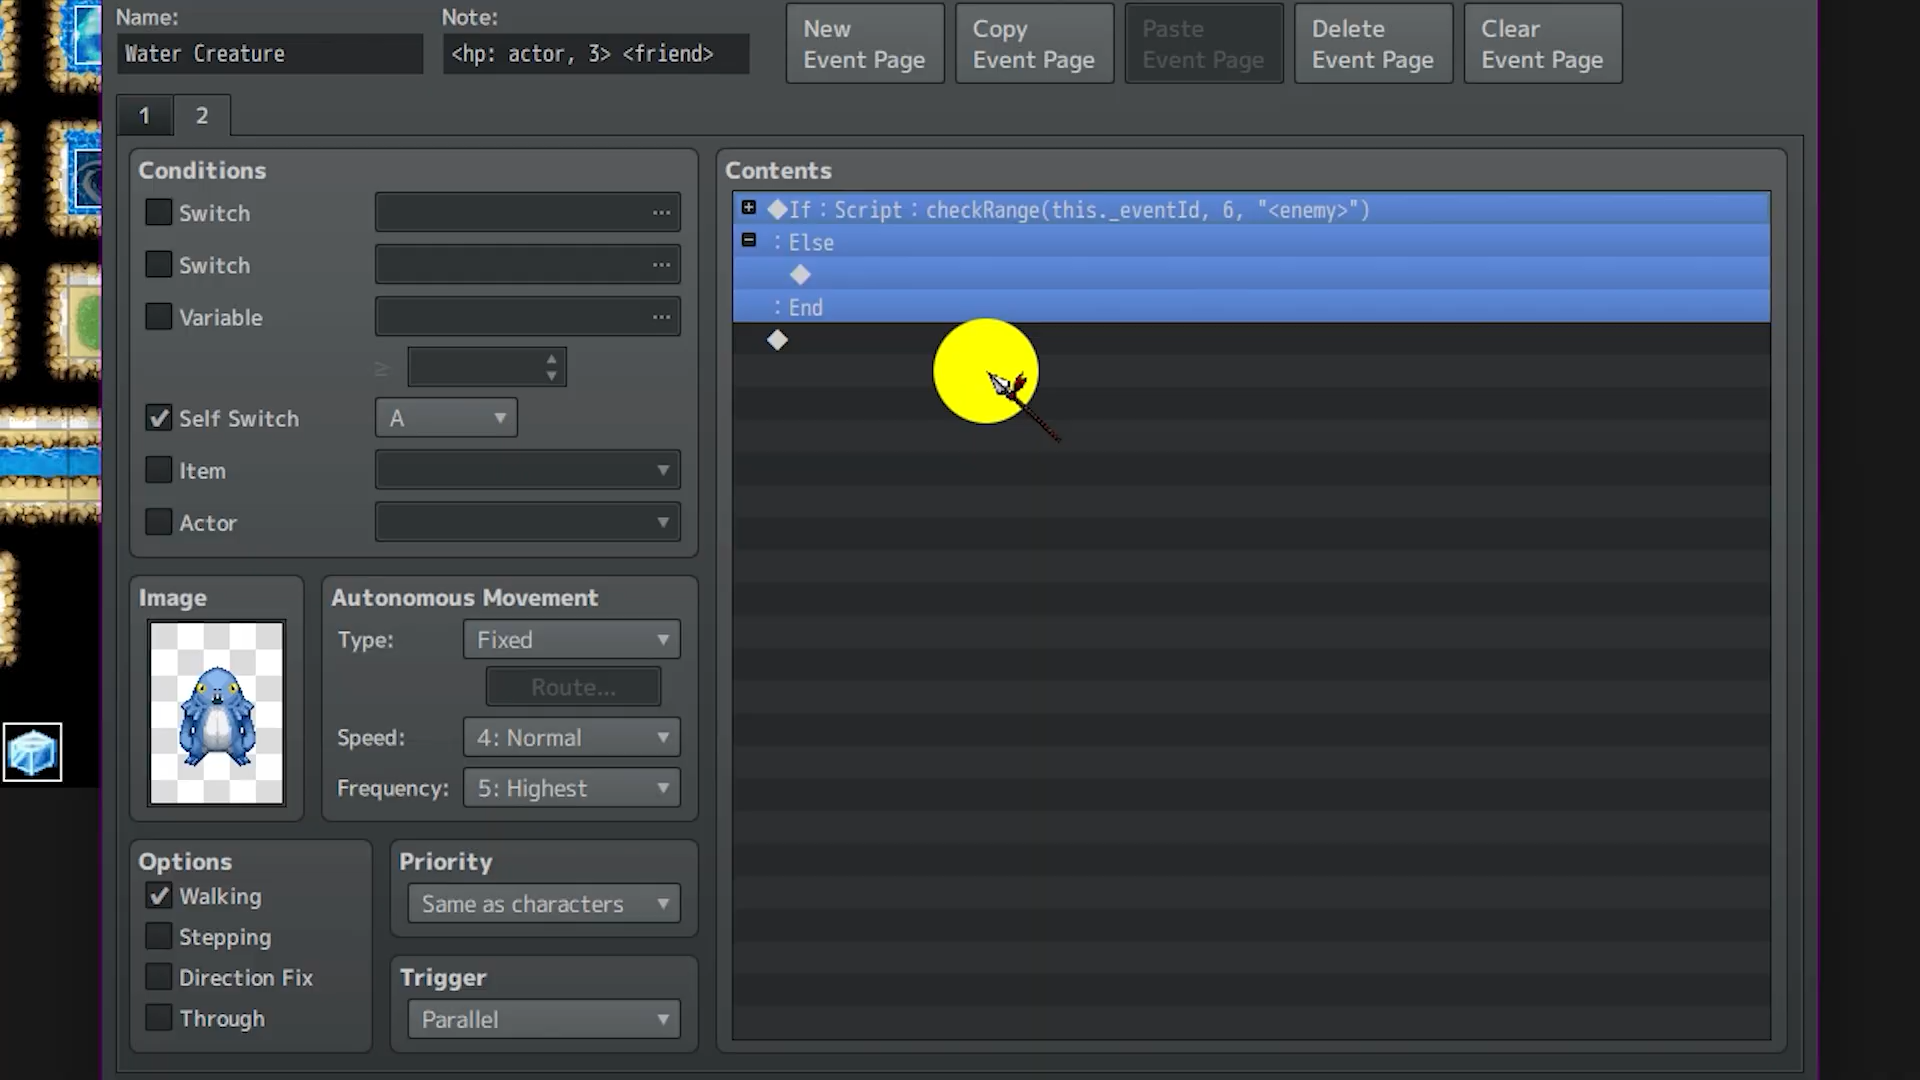 Name:
Water Creature
Note:
<hp: actor, 3> <friend>
New
Event Page
Copy
Event Page
Paste
Event Page
Delete
Event Page
Clear
Event Page
1
2
Conditions
Switch
...
Switch
...
Variable
...
≥
Self Switch
A
Item
Actor
Image
Autonomous Movement
Type:
Fixed
Route...
Speed:
4: Normal
Frequency:
5: Highest
Options
Walking
Stepping
Direction Fix
Through
Priority
Same as characters
Trigger
Parallel
Contents
◆If : Script : checkRange(this._eventId, 6, "<enemy>")
: Else
◆
: End
◆